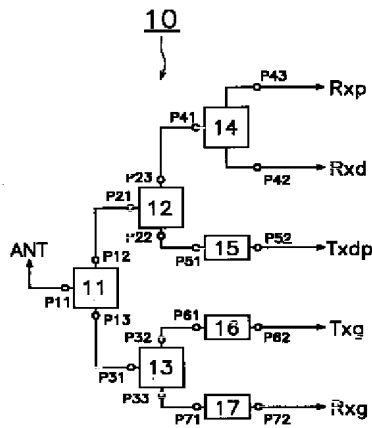 10
P43
Rxp
P41
14
P23
Rxd
P42
P21
12
P22
P52
ANT
P12
15
Txdp
P51
11
P11
P13
P61
P32
16
Txg
P62
P31
13
P33
17
Rxg
P71
P72